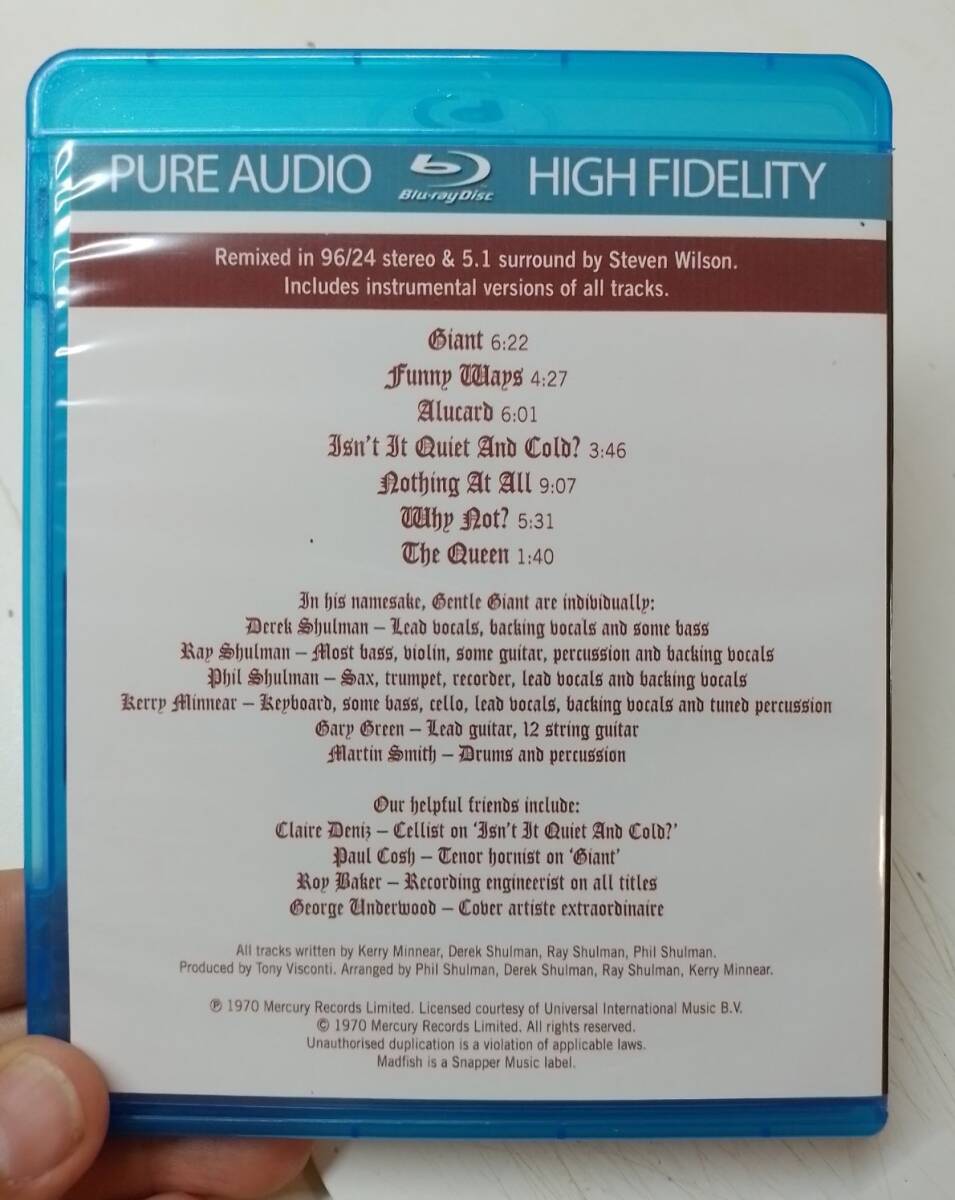 PURE AUDIO Blu-ray Disc HIGH FIDELITY
Remixed in 96/24 stereo & 5.1 surround by Steven Wilson.
Includes instrumental versions of all tracks.
Giant 6:22
Funny Ways 4:27
Alucard 6:01
Isn't It Quiet And Cold? 3:46
Nothing At All 9:07
Why Not? 5:31
The Queen 1:40
In his namesake, Gentle Giant are individually:
Derek Shulman – Lead vocals, backing vocals and some bass
Ray Shulman – Most bass, violin, some guitar, percussion and backing vocals
Phil Shulman – Sax, trumpet, recorder, lead vocals and backing vocals
Kerry Minnear – Keyboard, some bass, cello, lead vocals, backing vocals and tuned percussion
Gary Green – Lead guitar, 12 string guitar
Martin Smith – Drums and percussion
Our helpful friends include:
Claire Deniz – Cellist on 'Isn't It Quiet And Cold?'
Paul Cosh – Tenor hornist on 'Giant'
Roy Baker – Recording engineerist on all titles
George Underwood – Cover artiste extraordinaire
All tracks written by Kerry Minnear, Derek Shulman, Ray Shulman, Phil Shulman.
Produced by Tony Visconti. Arranged by Phil Shulman, Derek Shulman, Ray Shulman, Kerry Minnear.
℗ 1970 Mercury Records Limited. Licensed courtesy of Universal International Music B.V.
© 1970 Mercury Records Limited. All rights reserved.
Unauthorised duplication is a violation of applicable laws.
Madfish is a Snapper Music label.